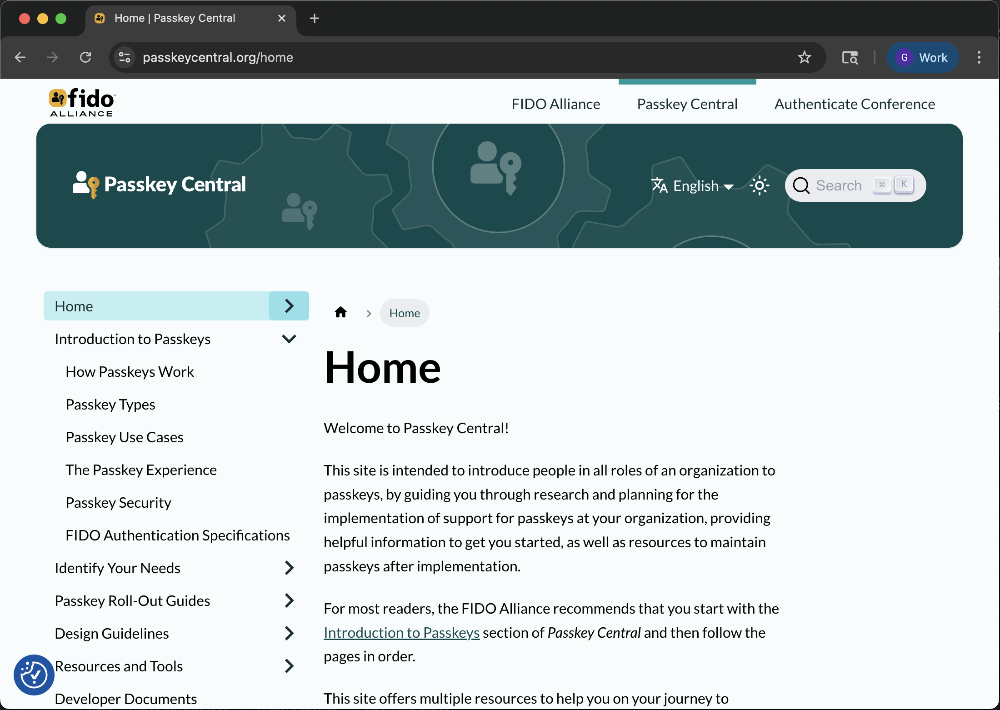 Home | Passkey Central
passkeycentral.org/home
G Work
fido™
ALLIANCE
FIDO Alliance
Passkey Central
Authenticate Conference
Passkey Central
English
Search ⌘ K
Home
Introduction to Passkeys
How Passkeys Work
Passkey Types
Passkey Use Cases
The Passkey Experience
Passkey Security
FIDO Authentication Specifications
Identify Your Needs
Passkey Roll-Out Guides
Design Guidelines
Resources and Tools
Developer Documents
Home
Home
Welcome to Passkey Central!
This site is intended to introduce people in all roles of an organization to
passkeys, by guiding you through research and planning for the
implementation of support for passkeys at your organization, providing
helpful information to get you started, as well as resources to maintain
passkeys after implementation.
For most readers, the FIDO Alliance recommends that you start with the
Introduction to Passkeys section of Passkey Central and then follow the
pages in order.
This site offers multiple resources to help you on your journey to